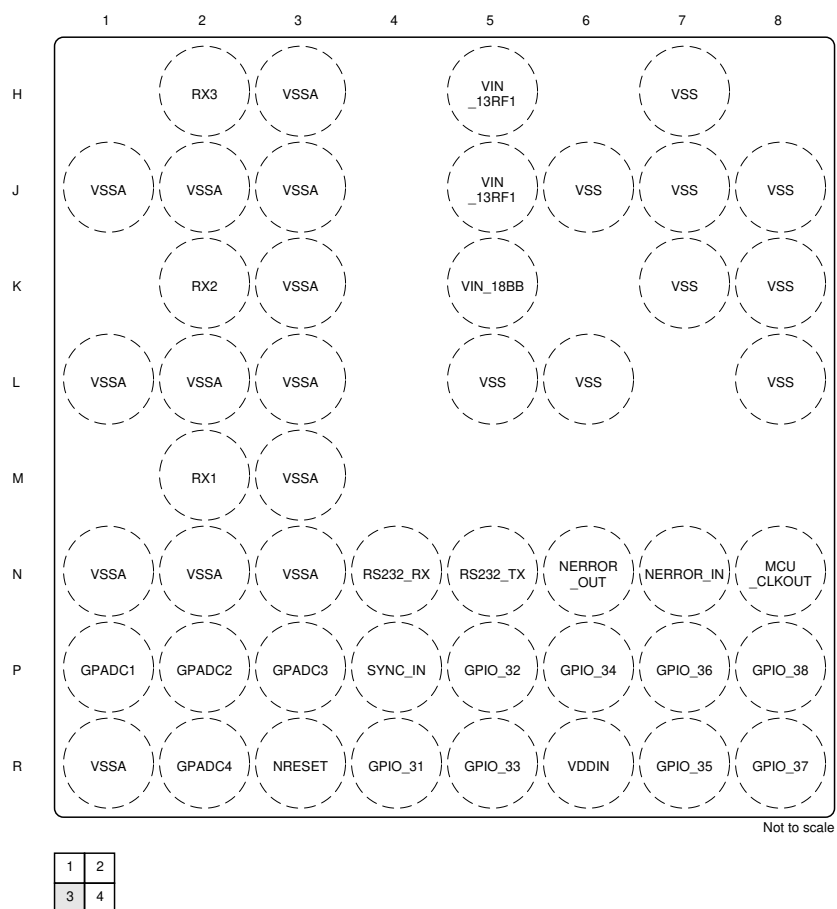 1 2 3 4 5 6 7 8
H RX3 VSSA VIN _13RF1 VSS
J VSSA VSSA VSSA VIN _13RF1 VSS VSS VSS
K RX2 VSSA VIN_18BB VSS VSS
L VSSA VSSA VSSA VSS VSS VSS
M RX1 VSSA
N VSSA VSSA VSSA RS232_RX RS232_TX NERROR _OUT NERROR_IN MCU _CLKOUT
P GPADC1 GPADC2 GPADC3 SYNC_IN GPIO_32 GPIO_34 GPIO_36 GPIO_38
R VSSA GPADC4 NRESET GPIO_31 GPIO_33 VDDIN GPIO_35 GPIO_37
Not to scale
1 2
3 4